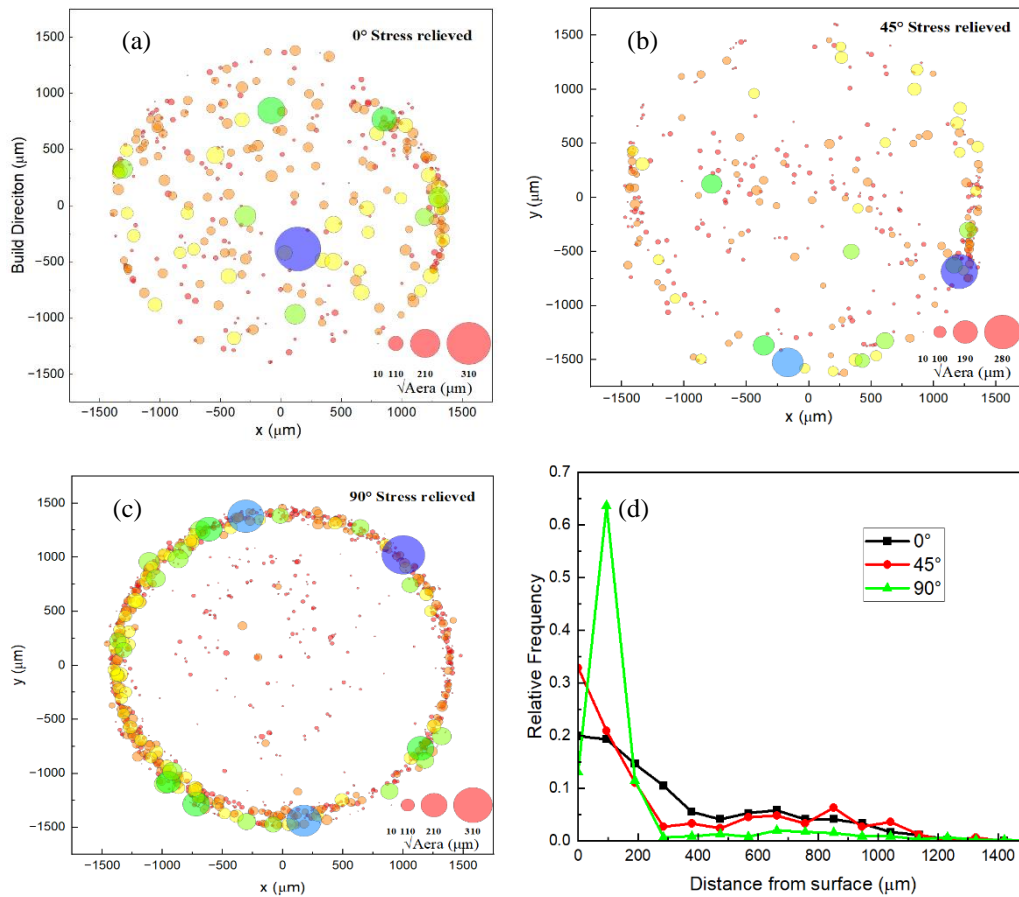 (a)
0° Stress relieved
Build Direciton (μm)
1500
1000
500
0
−500
−1000
−1500
−1500 −1000 −500 0 500 1000 1500
x (μm)
10 110 210 310
√Aera (μm)
(b)
45° Stress relieved
y (μm)
1500
1000
500
0
−500
−1000
−1500
−1500 −1000 −500 0 500 1000 1500
x (μm)
10 100 190 280
√Aera (μm)
(c)
90° Stress relieved
y (μm)
1500
1000
500
0
−500
−1000
−1500
−1500 −1000 −500 0 500 1000 1500
x (μm)
10 110 210 310
√Aera (μm)
(d)
Relative Frequency
0.7
0.6
0.5
0.4
0.3
0.2
0.1
0.0
0 200 400 600 800 1000 1200 1400
Distance from surface (μm)
0°
45°
90°